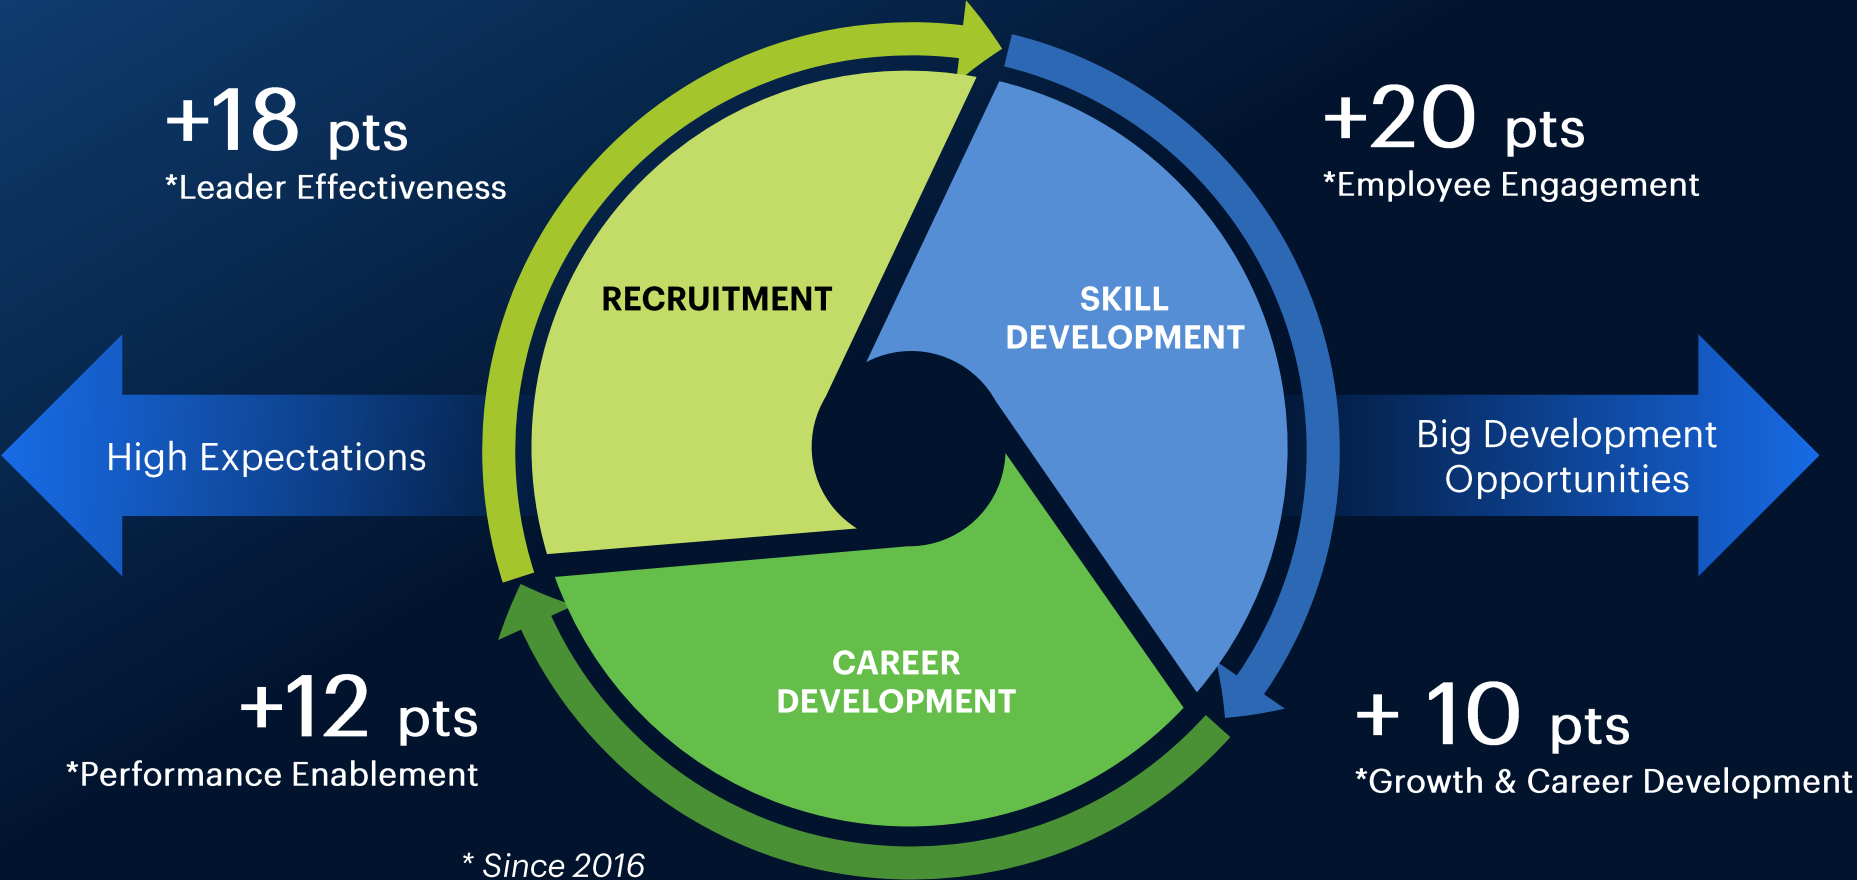 +18 pts
*Leader Effectiveness
+20 pts
*Employee Engagement
RECRUITMENT
SKILL
DEVELOPMENT
High Expectations
Big Development
Opportunities
CAREER
DEVELOPMENT
+12 pts
*Performance Enablement
+ 10 pts
*Growth & Career Development
* Since 2016